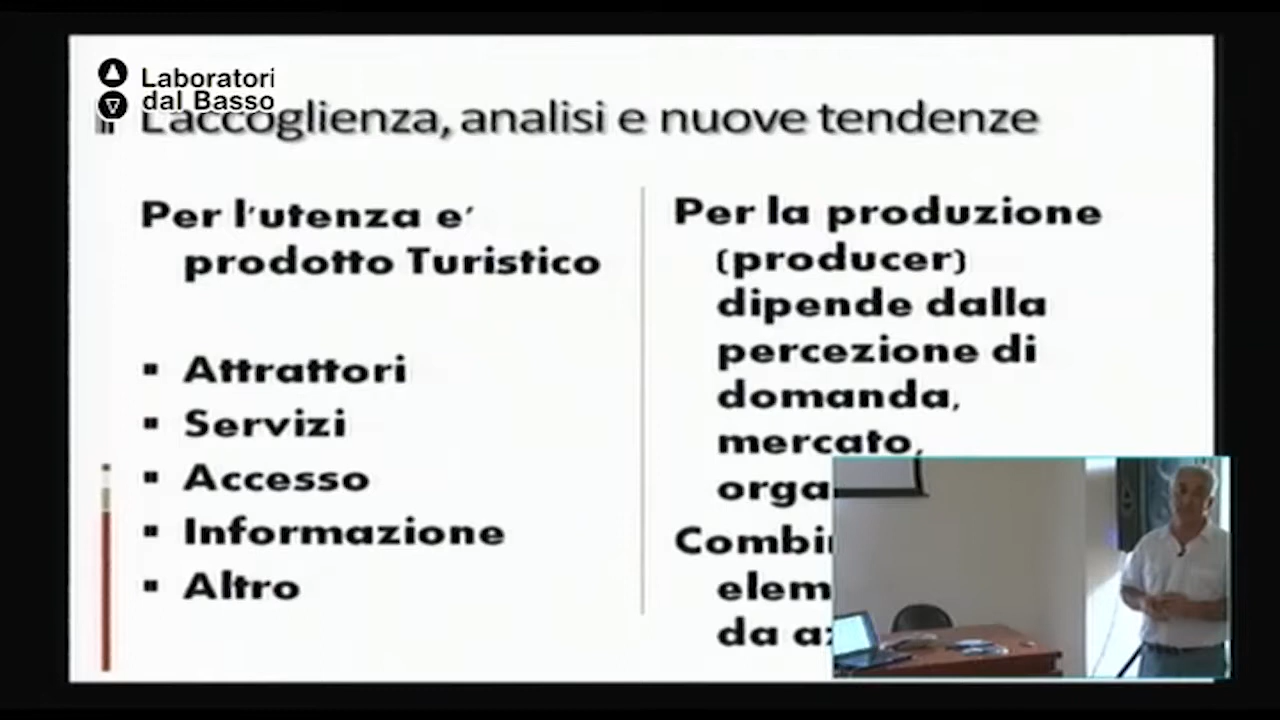 Laboratori
dal Basso
L'accoglienza, analisi e nuove tendenze
Per l'utenza e'
prodotto Turistico
▪ Attrattori
▪ Servizi
▪ Accesso
▪ Informazione
▪ Altro
Per la produzione
(producer)
dipende dalla
percezione di
domanda,
mercato,